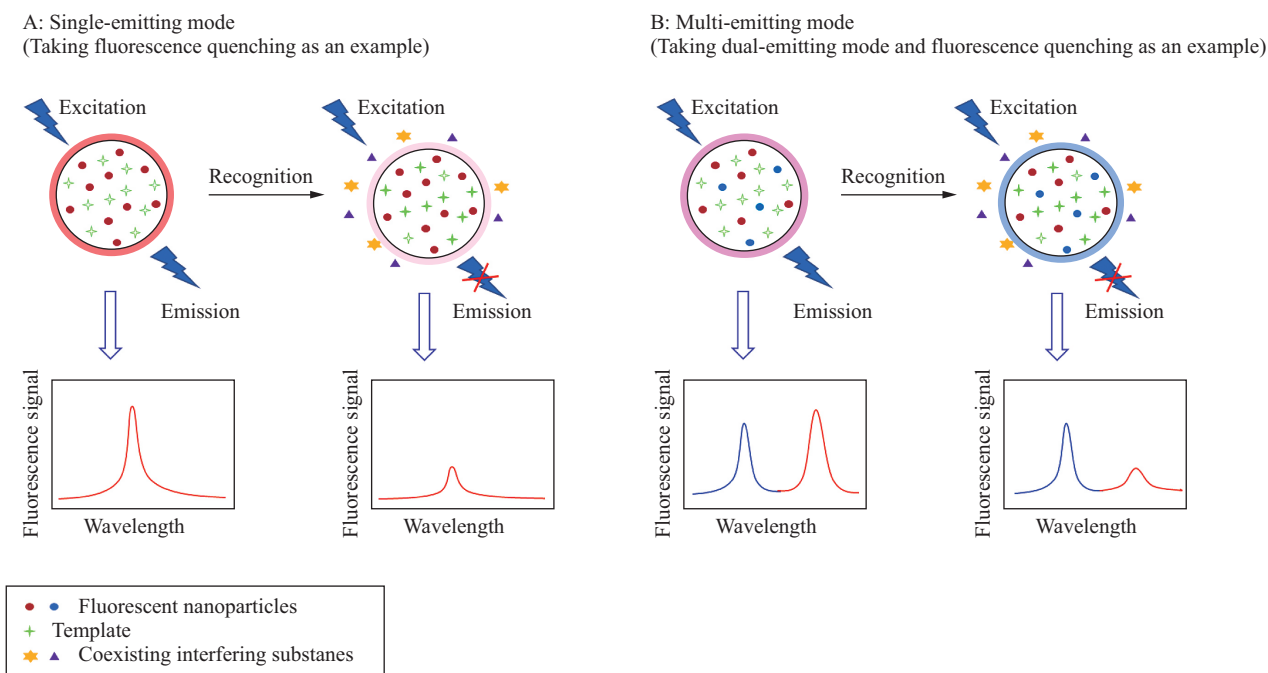 A: Single-emitting mode
(Taking fluorescence quenching as an example)
Excitation
Excitation
Recognition
Emission
Emission
Fluorescence signal
Wavelength
Fluorescence signal
Wavelength
B: Multi-emitting mode
(Taking dual-emitting mode and fluorescence quenching as an example)
Excitation
Excitation
Recognition
Emission
Emission
Fluorescence signal
Wavelength
Fluorescence signal
Wavelength
Fluorescent nanoparticles
Template
Coexisting interfering substanes